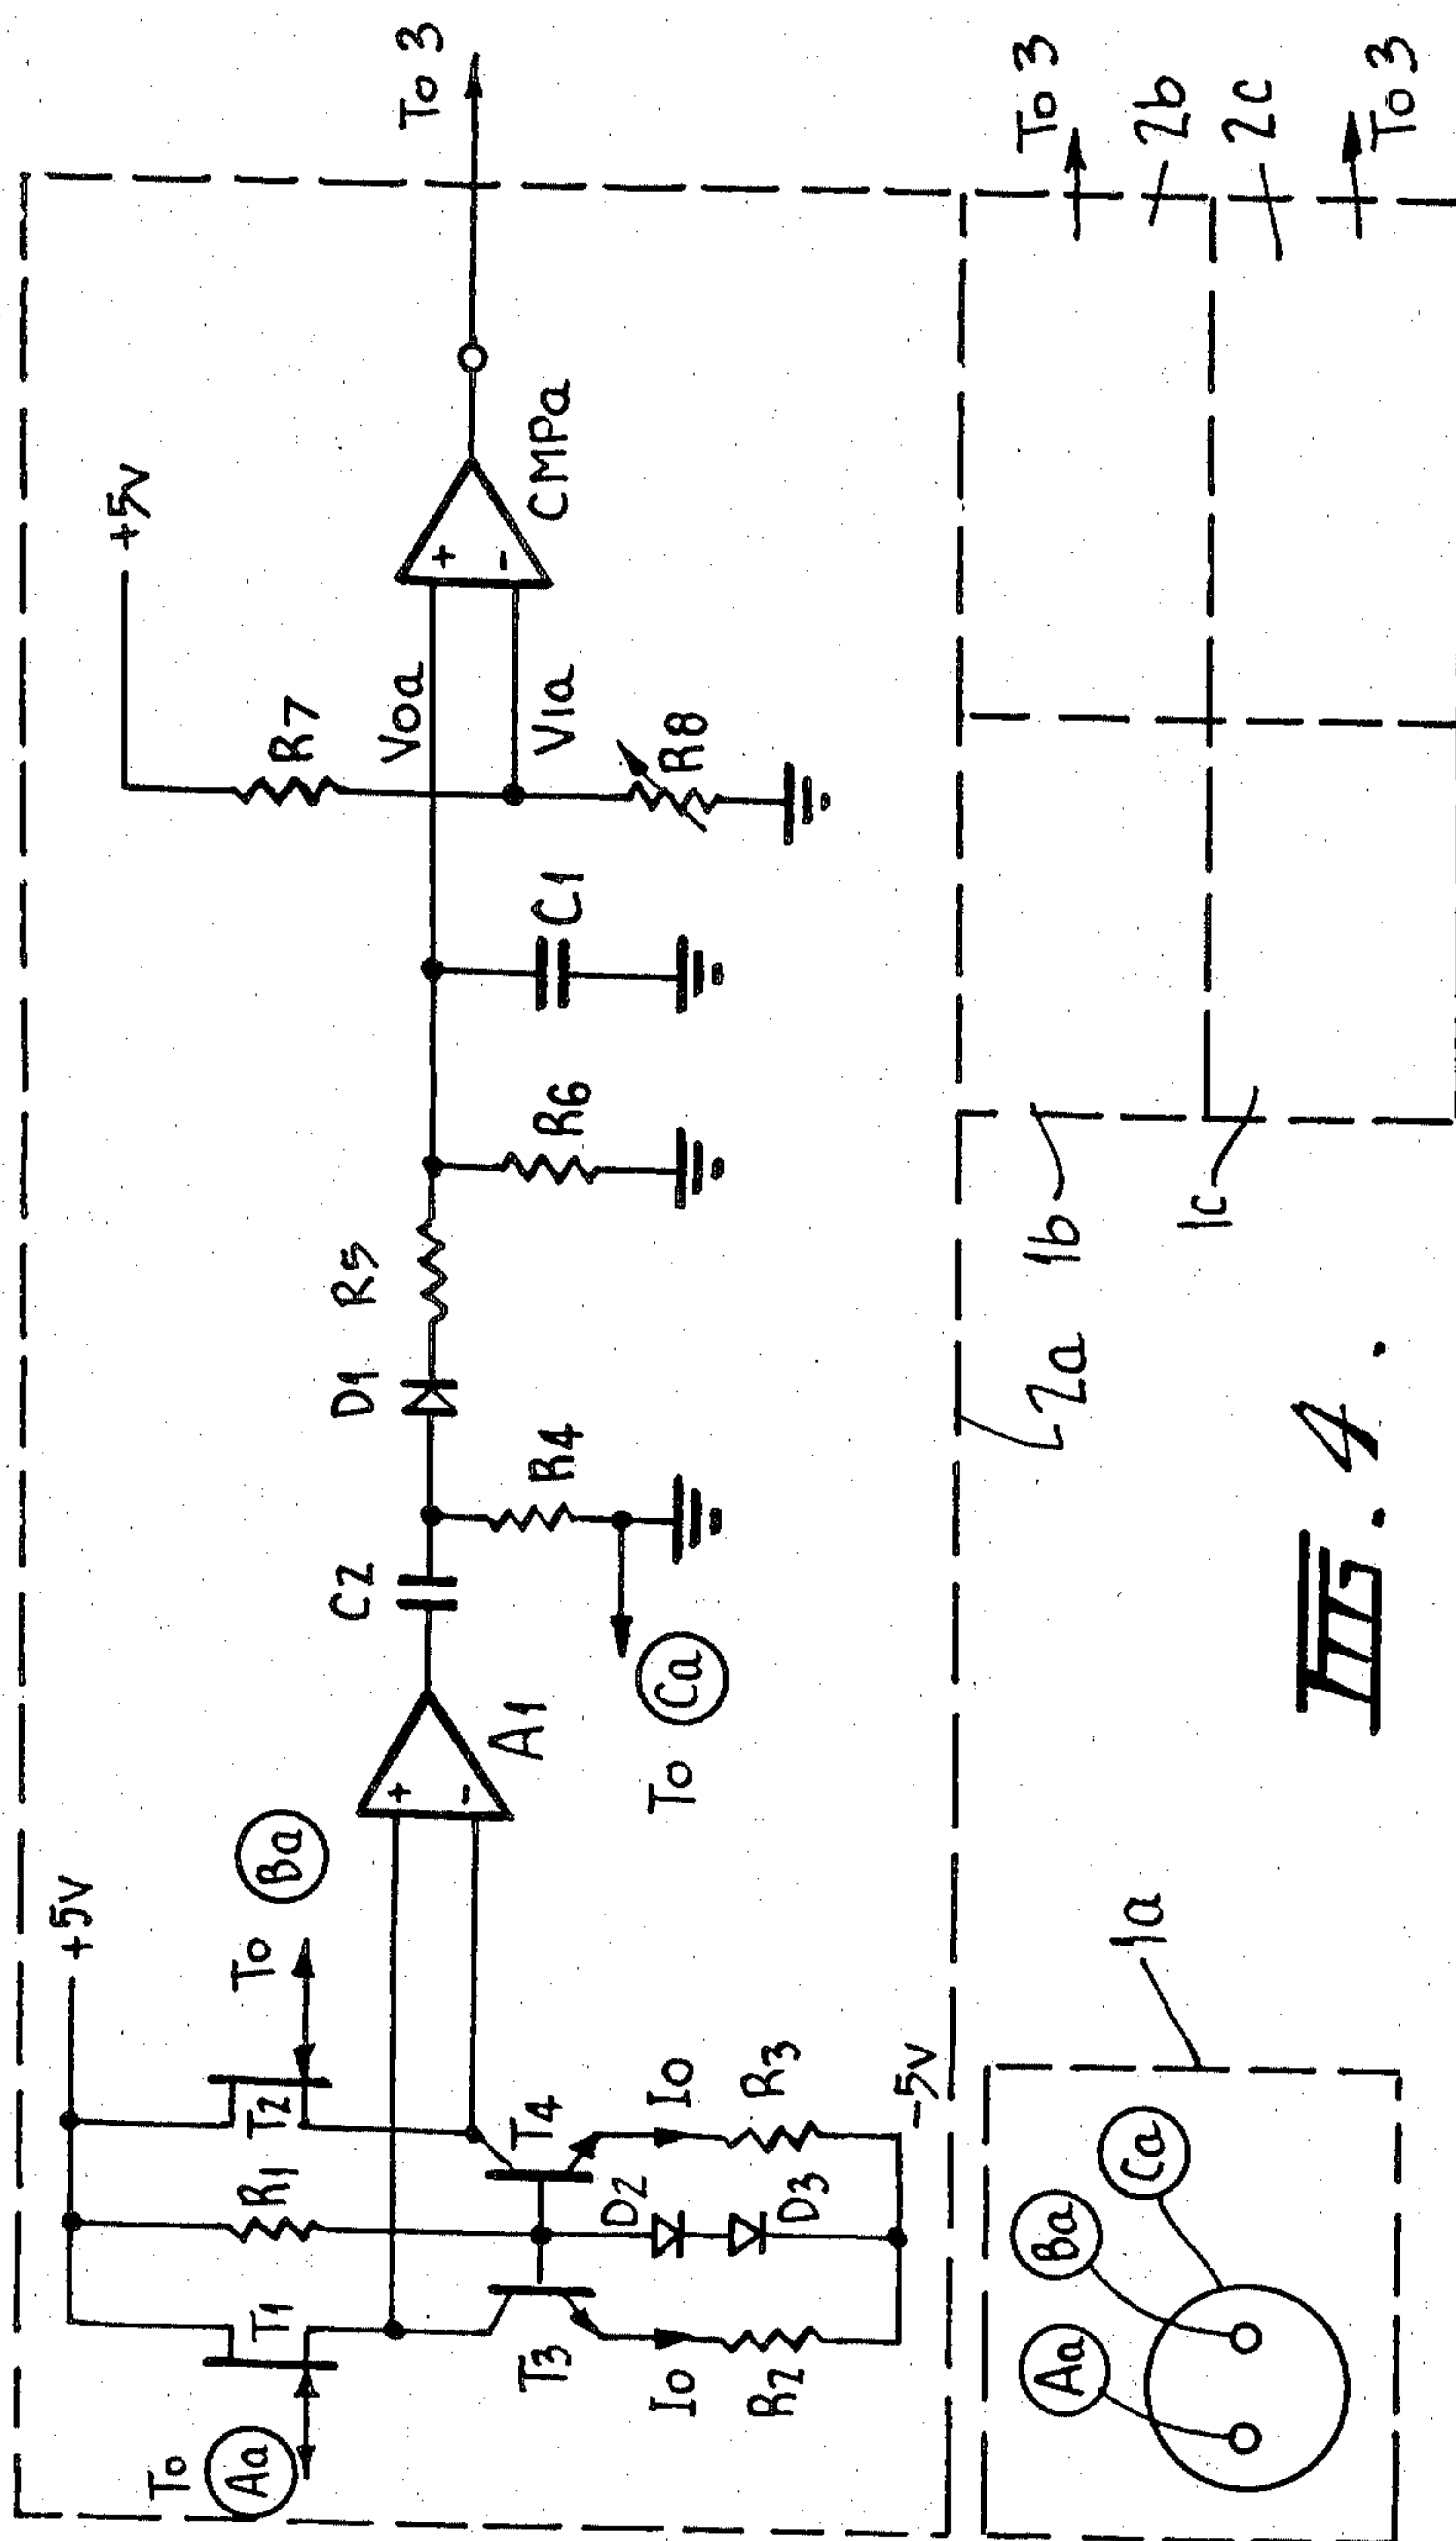 +5v
To
Aa
T1
R1
T2
To
Ba
T3
T4
D2
D3
Io
Io
R2
R3
-5v
+
-
A1
C2
R4
To
Ca
D1
R5
R6
C1
+5v
R7
R8
Voa
V1a
+
-
CMPa
To 3
2a
1b
1c
To 3
2b
2c
To 3
Aa
Ba
Ca
1a
FIG. 4.